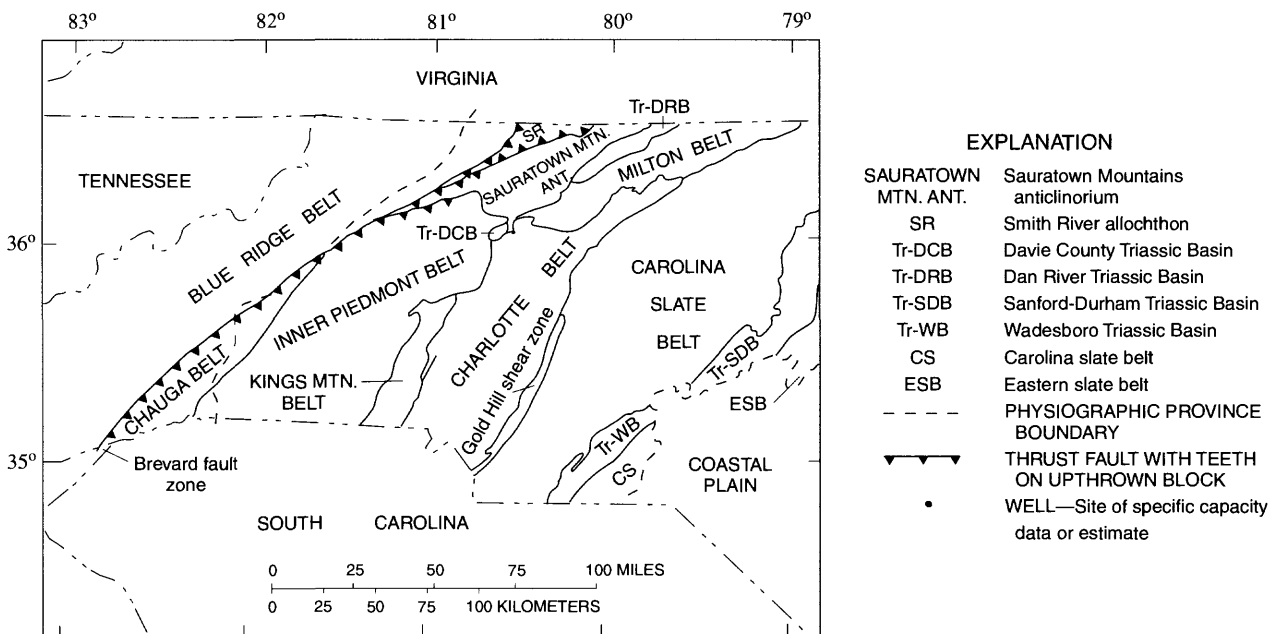 83° 82° 81° 80° 79°
VIRGINIA
Tr-DRB
SR
SAURATOWN MTN.
ANT.
MILTON BELT
TENNESSEE
BLUE RIDGE BELT
36°
Tr-DCB
INNER PIEDMONT BELT
CHARLOTTE BELT
CAROLINA
SLATE
BELT
Gold Hill shear zone
Tr-SDB
CHAUGA BELT
KINGS MTN.
BELT
ESB
Tr-WB
CS
35°
Brevard fault
zone
COASTAL
PLAIN
SOUTH CAROLINA
0 25 50 75 100 MILES
0 25 50 75 100 KILOMETERS
EXPLANATION
SAURATOWN Sauratown Mountains
MTN. ANT. anticlinorium
SR Smith River allochthon
Tr-DCB Davie County Triassic Basin
Tr-DRB Dan River Triassic Basin
Tr-SDB Sanford-Durham Triassic Basin
Tr-WB Wadesboro Triassic Basin
CS Carolina slate belt
ESB Eastern slate belt
PHYSIOGRAPHIC PROVINCE
BOUNDARY
THRUST FAULT WITH TEETH
ON UPTHROWN BLOCK
WELL—Site of specific capacity
data or estimate